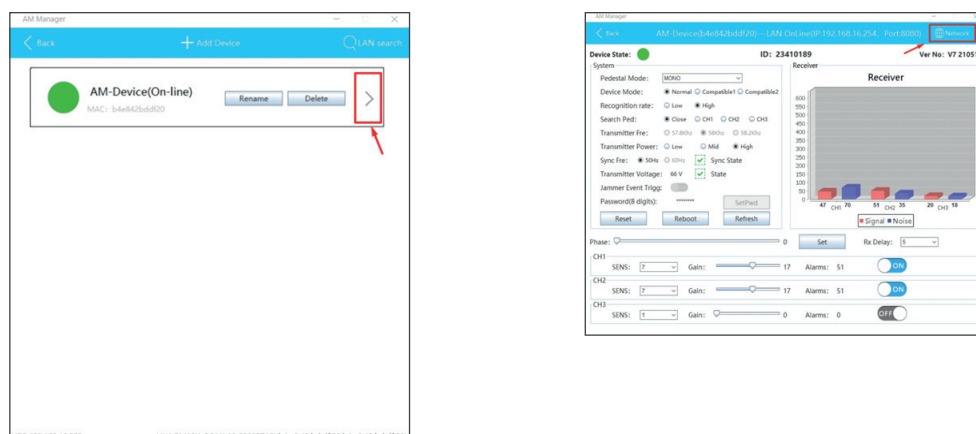 AM Manager
Back
Add Device
LAN search
AM-Device(On-line)
MAC: b4e842bddf20
Rename
Delete
AM Manager
Back
AM-Device(b4e842bddf20)---LAN OnLine(IP:192.168.16.254, Port:8080)
Network
Device State:
ID: 23410189
Ver No: V7 21051
System
Pedestal Mode: MONO
Device Mode: Normal Compatible1 Compatible2
Recognition rate: Low High
Search Ped: Close CH1 CH2 CH3
Transmitter Fre: 57.8Khz 58Khz 58.2Khz
Transmitter Power: Low Mid High
Sync Fre: 50Hz 60Hz Sync State
Transmitter Voltage: 66 V State
Jammer Event Trigg:
Password(8 digits): ******** SetPwd
Reset Reboot Refresh
Receiver
Receiver
600
550
500
450
400
350
300
250
200
150
100
50
0
47 CH1 70 51 CH2 35 20 CH3 18
Signal Noise
Phase: 0 Set Rx Delay: 5
CH1
SENS: 7 Gain: 17 Alarms: 51 ON
CH2
SENS: 7 Gain: 17 Alarms: 51 ON
CH3
SENS: 1 Gain: 0 Alarms: 0 OFF